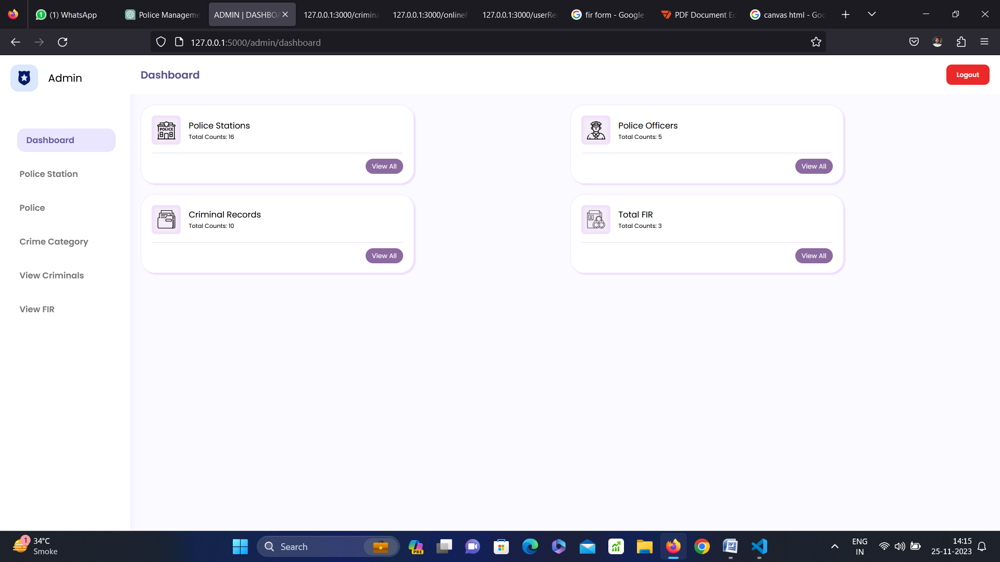 (1) WhatsApp
Police Manageme
ADMIN | DASHBOA
127.0.0.1:3000/crimina
127.0.0.1:3000/onlineF
127.0.0.1:3000/userRe
fir form - Google
PDF Document Ec
canvas html - Goo
127.0.0.1:5000/admin/dashboard
Admin
Dashboard
Logout
Dashboard
Police Station
Police
Crime Category
View Criminals
View FIR
POLICE
Police Stations
Total Counts: 16
View All
Police Officers
Total Counts: 5
View All
Criminal Records
Total Counts: 10
View All
Total FIR
Total Counts: 3
View All
1
34°C
Smoke
Search
PRE
ENG
IN
14:15
25-11-2023